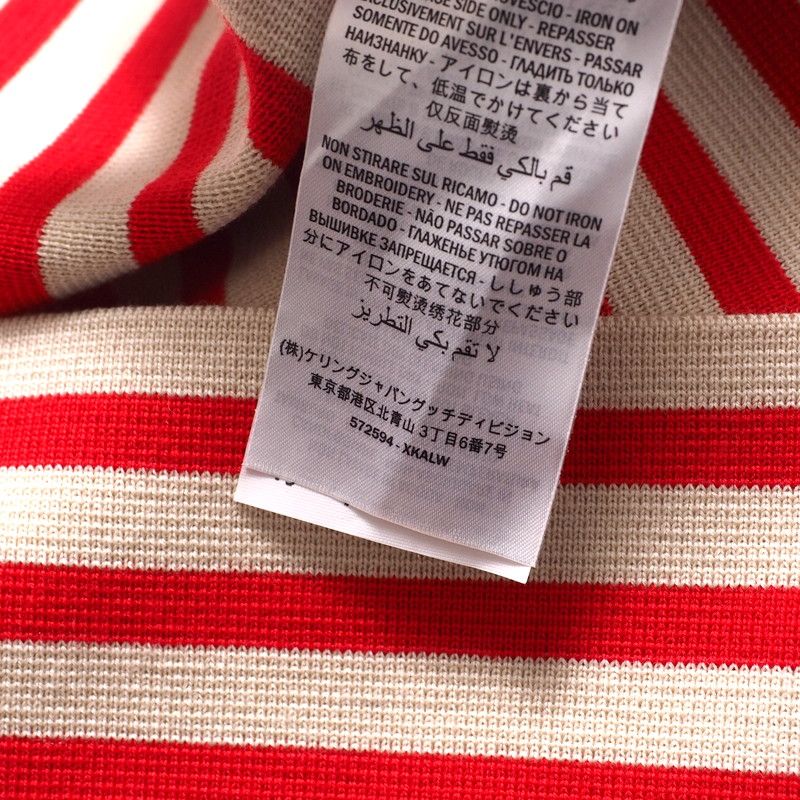 ROVESCIO - IRON ON
SIDE ONLY - REPASSER
EXCLUSIVEMENT SUR L'ENVERS - PASSAR
SOMENTE DO AVESSO - ГЛАДИТЬ ТОЛЬКО
НАИЗНАНКУ - アイロンは裏から当て
布をして、低温でかけてください
仅反面熨烫
قم بالكي فقط على الظهر
NON STIRARE SUL RICAMO - DO NOT IRON
ON EMBROIDERY - NE PAS REPASSER LA
BRODERIE - NÃO PASSAR SOBRE O
BORDADO - ГЛАЖЕНЬЕ УТЮГОМ НА
ВЫШИВКЕ ЗАПРЕЩАЕТСЯ - ししゅう部
分にアイロンをあてないでください
不可熨烫绣花部分
لا تقم بكي التطريز
(株)ケリングジャパングッチディビジョン
東京都港区北青山 3丁目6番7号
572594 - XKALW